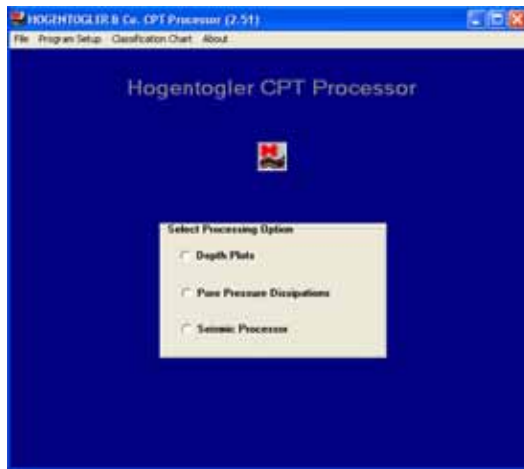 HOGENTOGLER & Co. CPT Processor (2.51)
File Program Setup Classification Chart About
Hogentogler CPT Processor
Select Processing Option
Depth Plots
Pore Pressure Dissipations
Seismic Processor